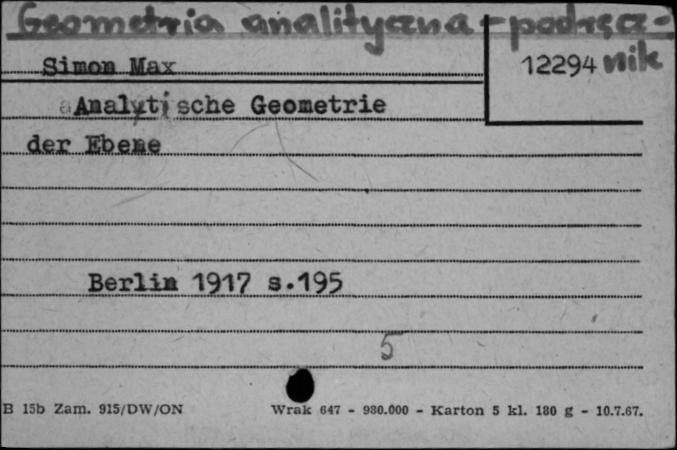 Geometria analityczna - podręcz-
nik
Simon Max
12294
Analytische Geometrie
der Ebene
Berlin 1917 s.195
5
B 15b Zam. 915/DW/ON Wrak 647 - 980.000 - Karton 5 kl. 180 g - 10.7.67.